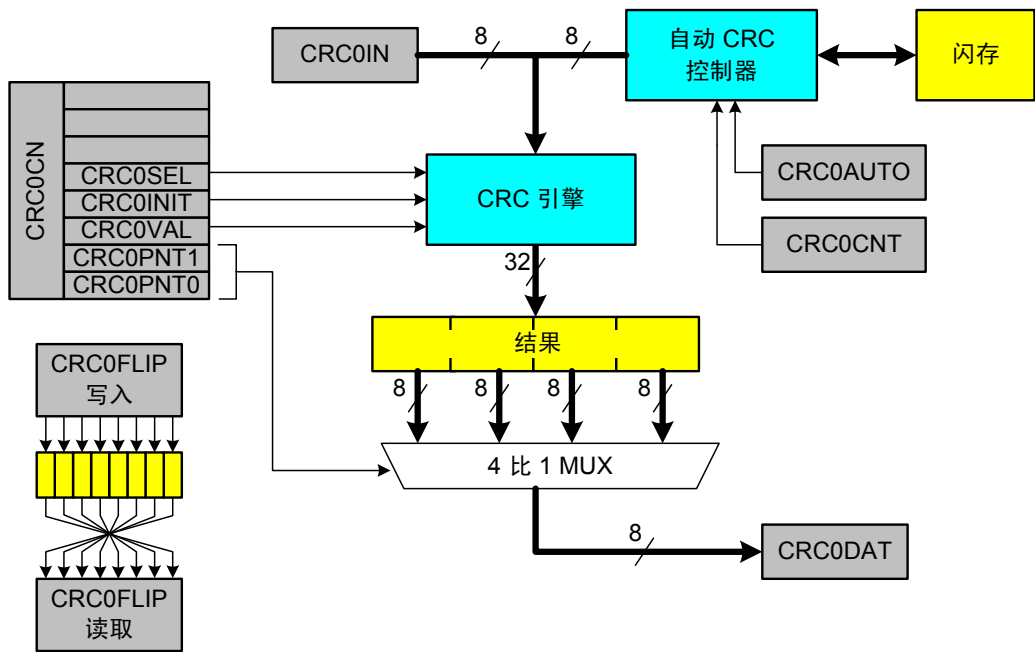 CRC0IN
8
8
自动 CRC
控制器
闪存
CRC0CN
CRC0SEL
CRC0INIT
CRC0VAL
CRC0PNT1
CRC0PNT0
CRC 引擎
CRC0AUTO
CRC0CNT
32
结果
8
8
8
8
4 比 1 MUX
8
CRC0DAT
CRC0FLIP
写入
CRC0FLIP
读取